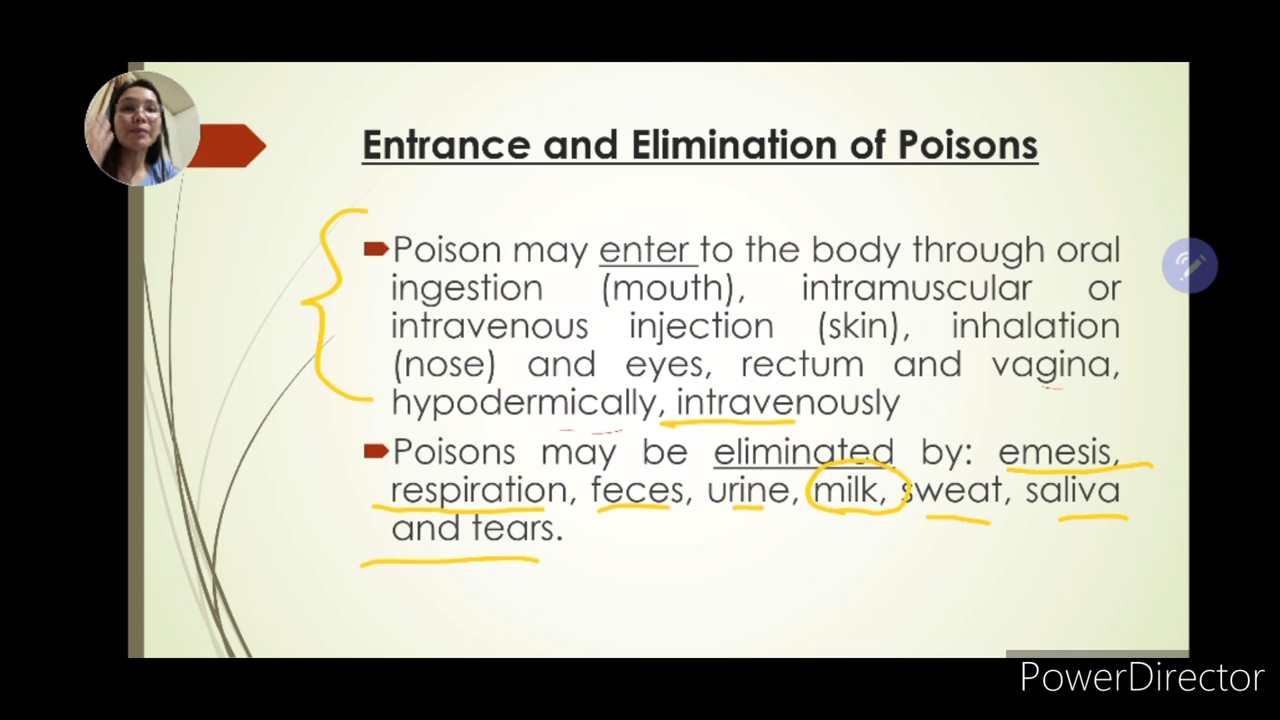 Entrance and Elimination of Poisons
Poison may enter to the body through oral
ingestion (mouth), intramuscular or
intravenous injection (skin), inhalation
(nose) and eyes, rectum and vagina,
hypodermically, intravenously
Poisons may be eliminated by: emesis,
respiration, feces, urine, milk, sweat, saliva
and tears.
PowerDirector